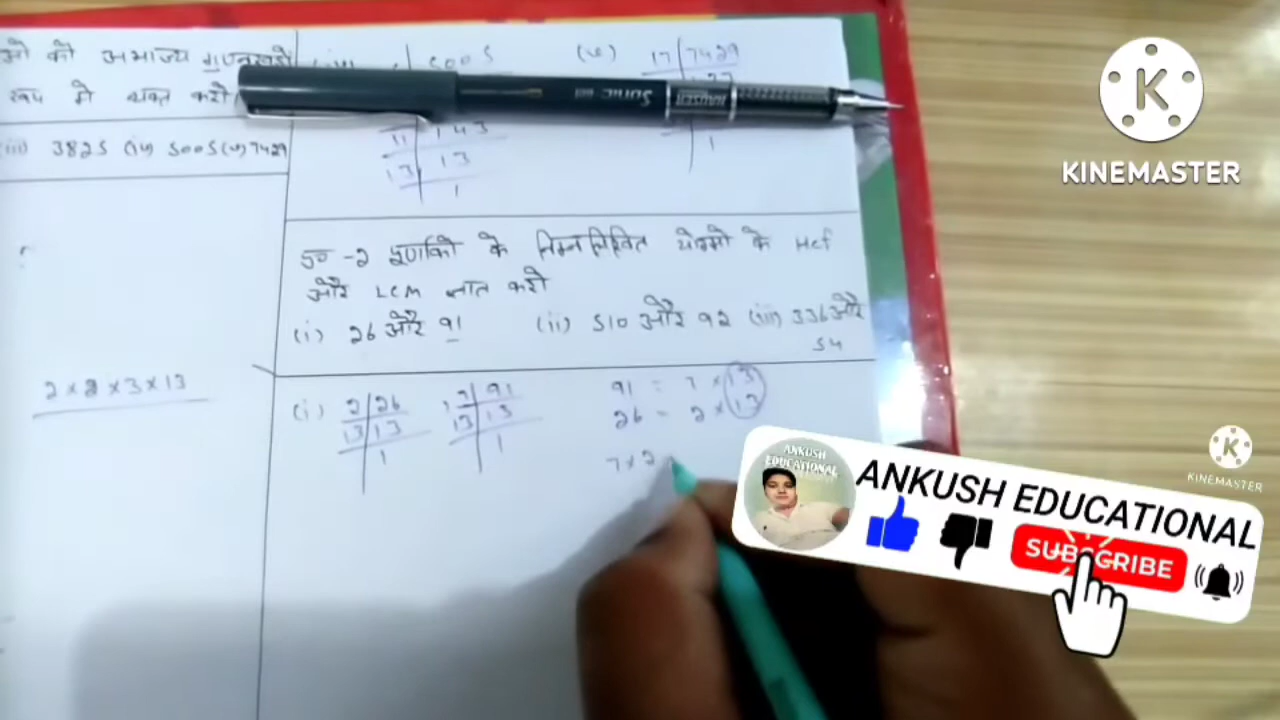 ओ को अभाज्य गुणनखंडो
रूप मे व्यक्त करो
(iii) 3825 (iv) 5005 (v) 7429
2 × 2 × 3 × 13
5005
11 143
13 13
1
(v) 17 7429
1
प्र0 -2 पूर्णांको के निम्नलिखित योग्मो के Hcf
और LCM ज्ञात करो
(i) 26 और 91 (ii) 510 और 92 (iii) 336 और
54
(i) 2 26
13 13
1
7 91
13 13
1
91 = 7 × 13
26 = 2 × 13
7 × 2
KINEMASTER
KINEMASTER
ANKUSH
EDUCATIONAL
ANKUSH EDUCATIONAL
SUBSCRIBE